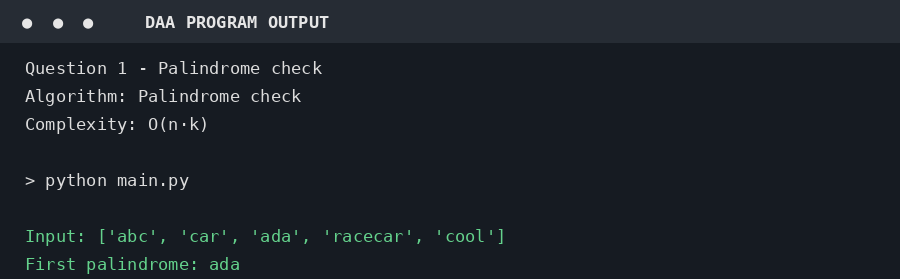 DAA PROGRAM OUTPUT
Question 1 - Palindrome check
Algorithm: Palindrome check
Complexity: O(n·k)
> python main.py
Input: ['abc', 'car', 'ada', 'racecar', 'cool']
First palindrome: ada